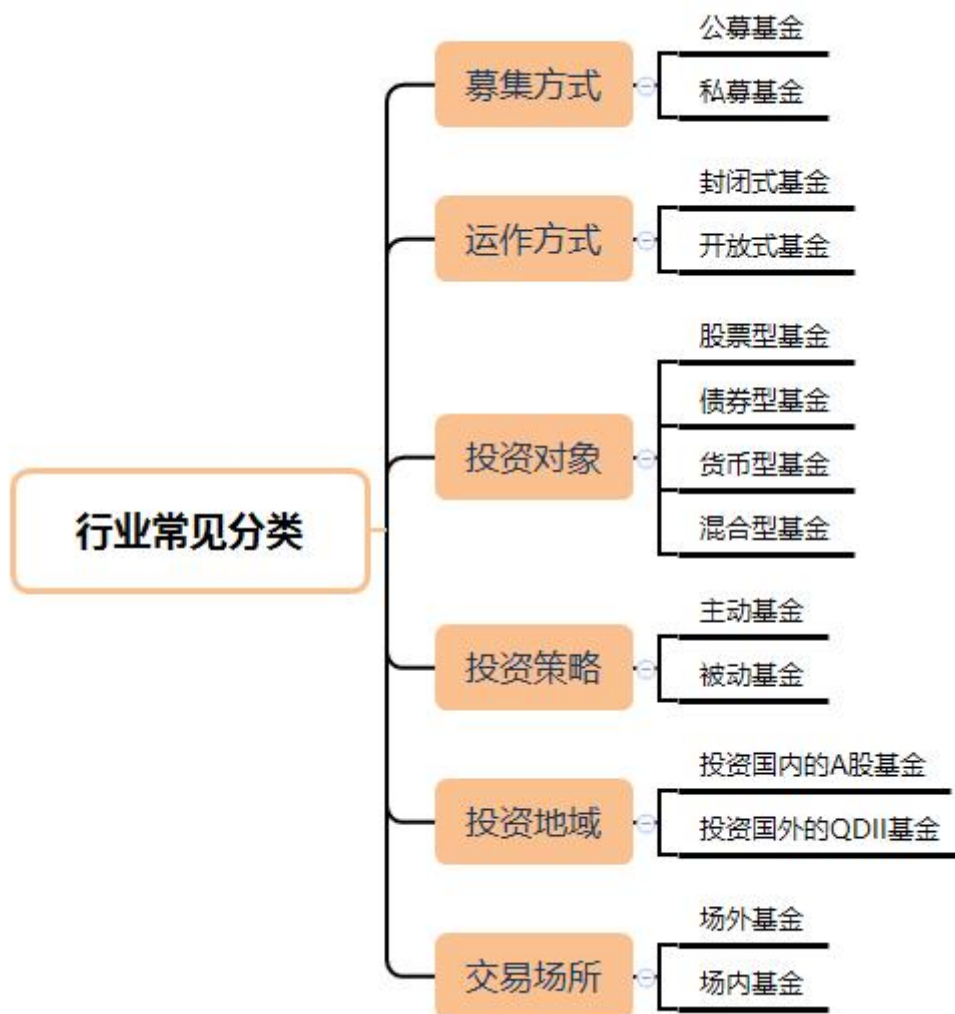 行业常见分类
募集方式
公募基金
私募基金
运作方式
封闭式基金
开放式基金
投资对象
股票型基金
债券型基金
货币型基金
混合型基金
投资策略
主动基金
被动基金
投资地域
投资国内的A股基金
投资国外的QDII基金
交易场所
场外基金
场内基金